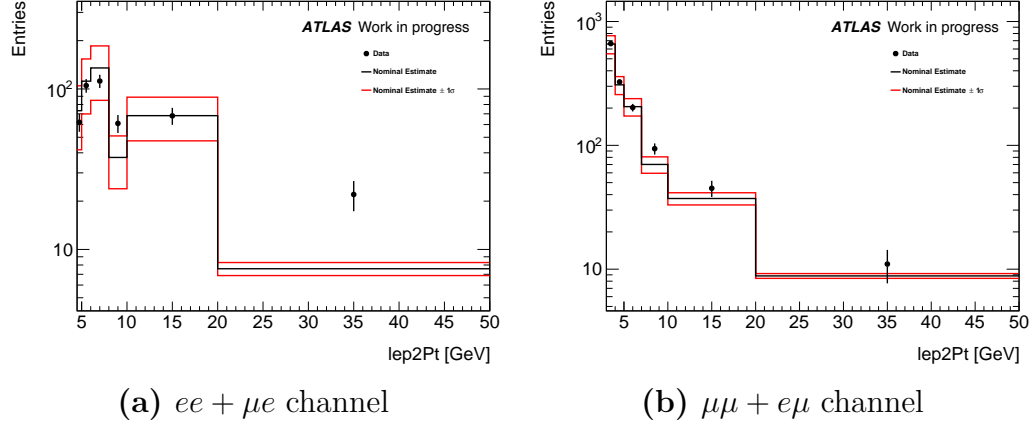 Entries
ATLAS Work in progress
Data
Nominal Estimate
Nominal Estimate ± 1σ
10²
10
5 10 15 20 25 30 35 40 45 50
lep2Pt [GeV]
(a) ee + μe channel
Entries
ATLAS Work in progress
Data
Nominal Estimate
Nominal Estimate ± 1σ
10³
10²
10
5 10 15 20 25 30 35 40 45 50
lep2Pt [GeV]
(b) μμ + eμ channel